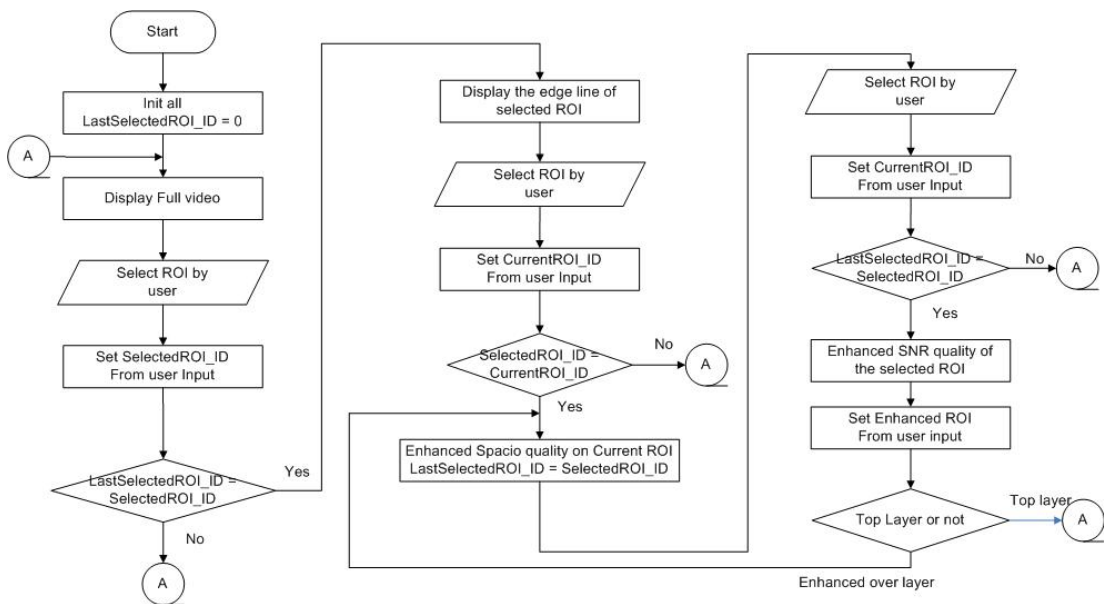 Start
Init all
LastSelectedROI_ID = 0
A
Display Full video
Select ROI by
user
Set SelectedROI_ID
From user Input
LastSelectedROI_ID =
SelectedROI_ID
Yes
No
A
Display the edge line of
selected ROI
Select ROI by
user
Set CurrentROI_ID
From user Input
SelectedROI_ID =
CurrentROI_ID
No
A
Yes
Enhanced Spacio quality on Current ROI
LastSelectedROI_ID = SelectedROI_ID
Select ROI by
user
Set CurrentROI_ID
From user Input
LastSelectedROI_ID =
SelectedROI_ID
No
A
Yes
Enhanced SNR quality of
the selected ROI
Set Enhanced ROI
From user input
Top Layer or not
Top layer
A
Enhanced over layer